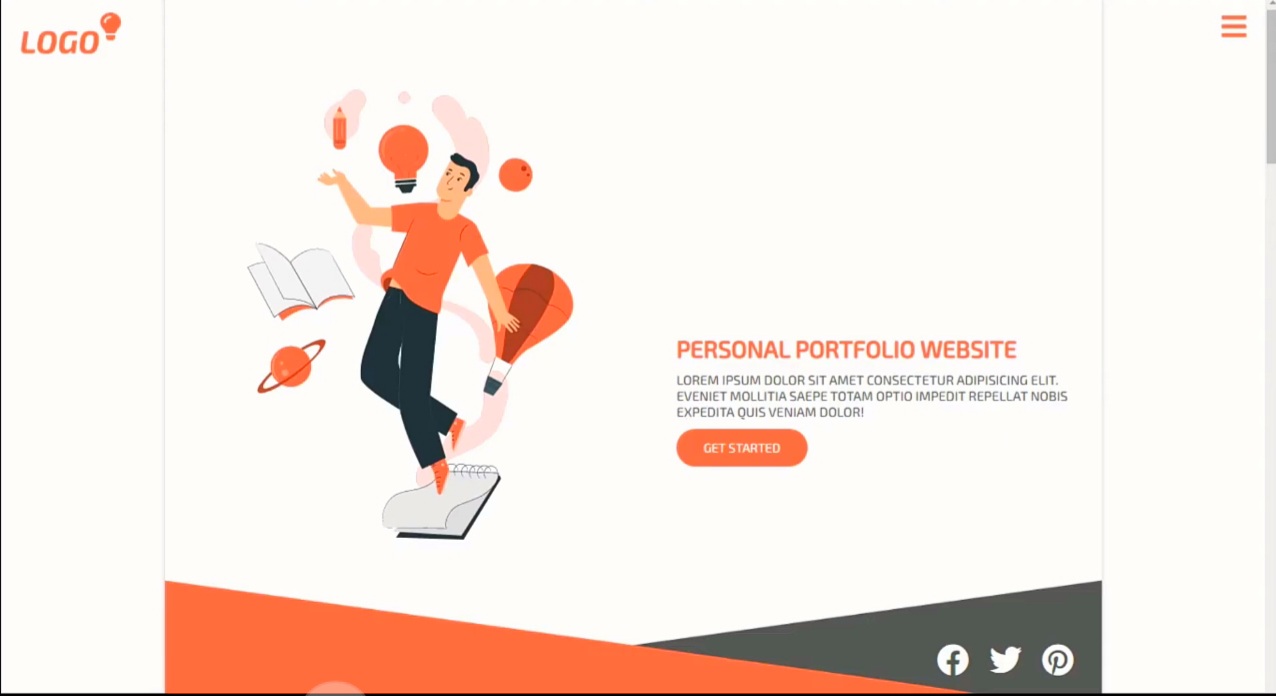 LOGO
PERSONAL PORTFOLIO WEBSITE
LOREM IPSUM DOLOR SIT AMET CONSECTETUR ADIPISICING ELIT.
EVENIET MOLLITIA SAEPE TOTAM OPTIO IMPEDIT REPELLAT NOBIS
EXPEDITA QUIS VENIAM DOLOR!
GET STARTED